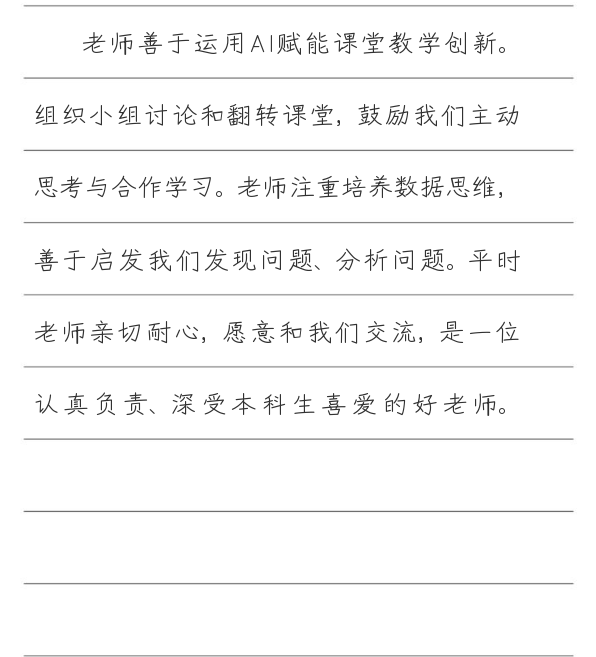 老师善于运用AI赋能课堂教学创新。
组织小组讨论和翻转课堂，鼓励我们主动
思考与合作学习。老师注重培养数据思维，
善于启发我们发现问题、分析问题。平时
老师亲切耐心，愿意和我们交流，是一位
认真负责、深受本科生喜爱的好老师。